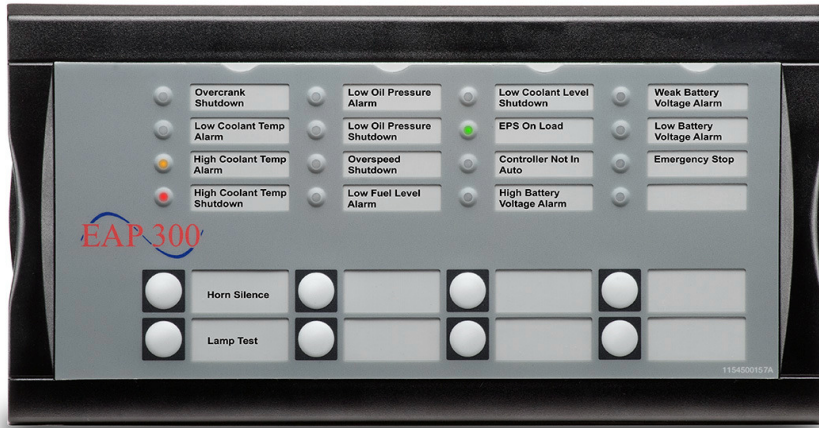 Overcrank
Shutdown
Low Oil Pressure
Alarm
Low Coolant Level
Shutdown
Weak Battery
Voltage Alarm
Low Coolant Temp
Alarm
Low Oil Pressure
Shutdown
EPS On Load
Low Battery
Voltage Alarm
High Coolant Temp
Alarm
Overspeed
Shutdown
Controller Not In
Auto
Emergency Stop
High Coolant Temp
Shutdown
Low Fuel Level
Alarm
High Battery
Voltage Alarm
EAP 300
Horn Silence
Lamp Test
1154500157A